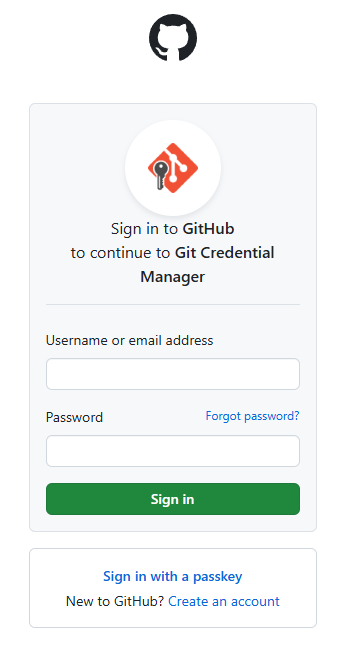 Sign in to GitHub
to continue to Git Credential
Manager
Username or email address
Password Forgot password?
Sign in
Sign in with a passkey
New to GitHub? Create an account